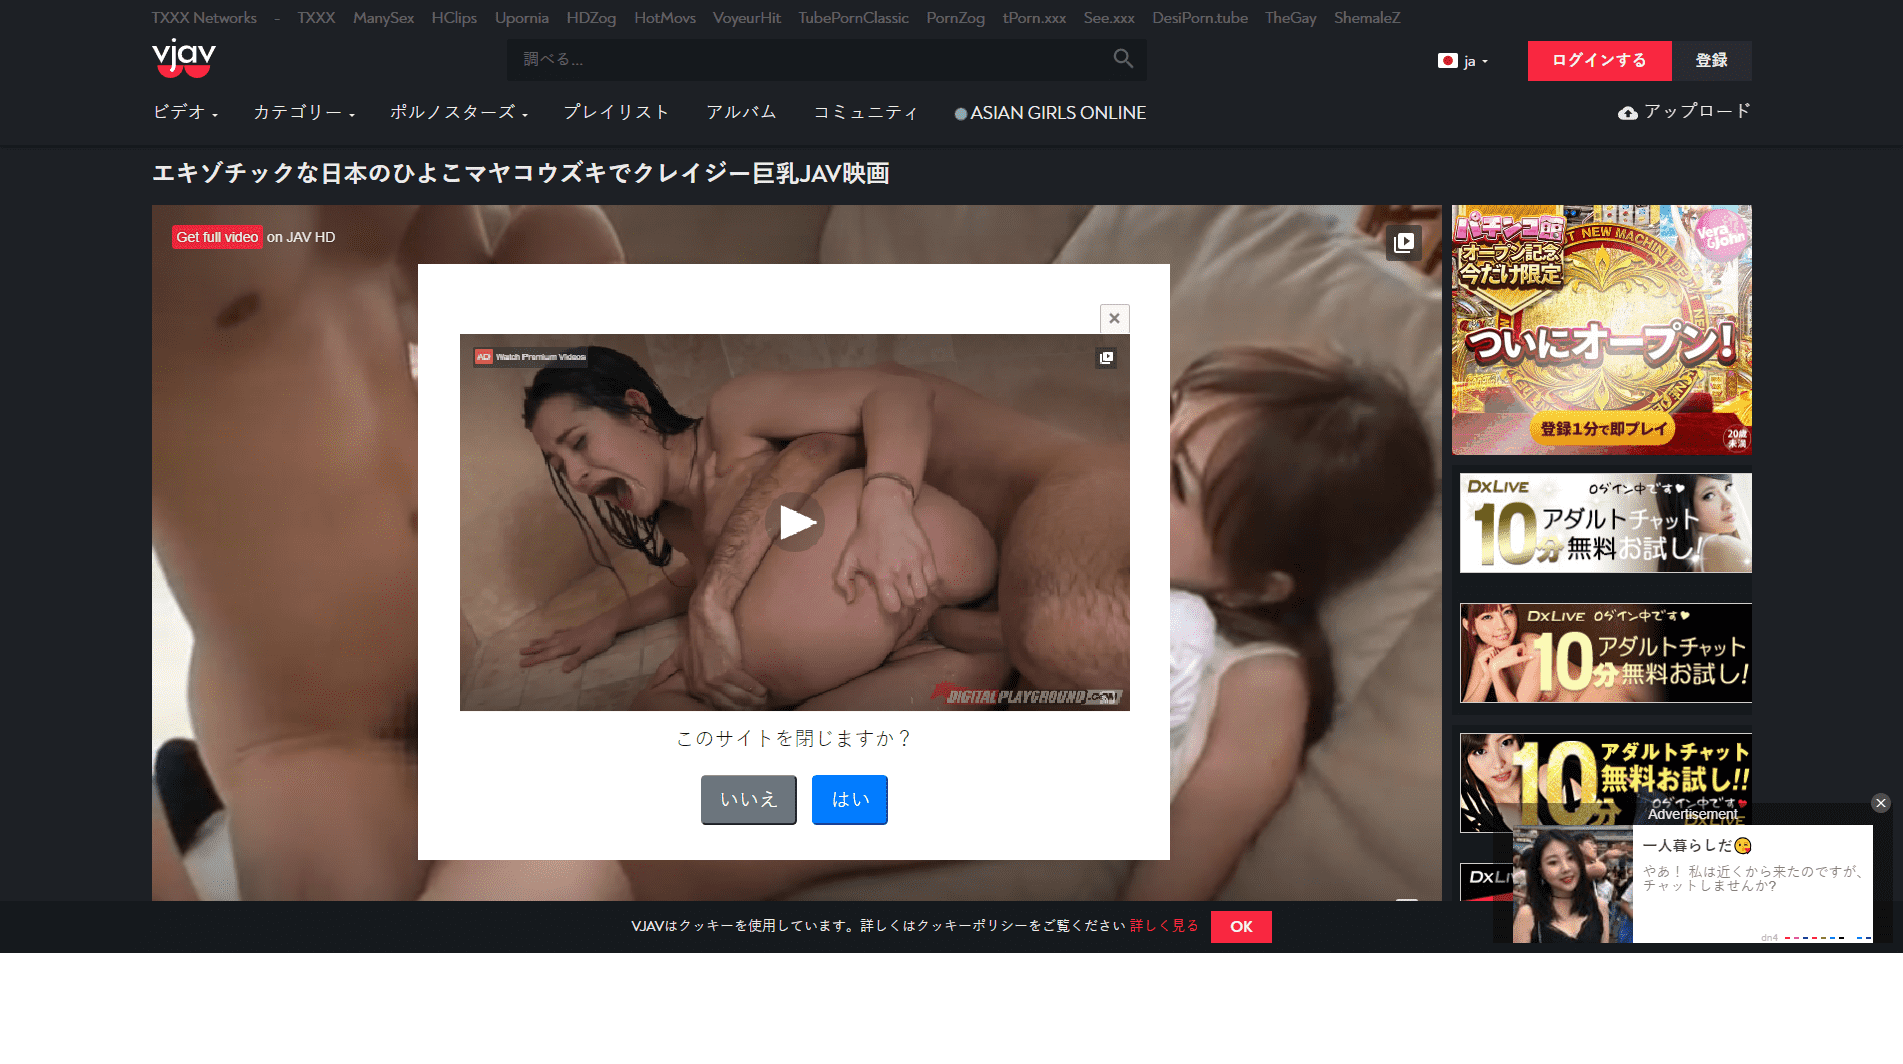 TXXX Networks - TXXX ManySex HClips Upornia HDZog HotMovs VoyeurHit TubePornClassic PornZog tPorn.xxx See.xxx DesiPorn.tube TheGay ShemaleZ
vjav
調べる...
ja
ログインする
登録
ビデオ カテゴリー ポルノスターズ プレイリスト アルバム コミュニティ ASIAN GIRLS ONLINE
アップロード
エキゾチックな日本のひよこマヤコウズキでクレイジー巨乳JAV映画
Get full video on JAV HD
×
AD Watch Premium Videos
DIGITALPLAYGROUND.COM
このサイトを閉じますか？
いいえ
はい
パチンコ館
オープン記念
今だけ限定
Vera&John
ついにオープン!
登録1分で即プレイ
20歳未満
DXLIVE ログイン中です
10分
アダルトチャット
無料お試し!
DXLIVE ログイン中です
10分
アダルトチャット
無料お試し!
10分
アダルトチャット
無料お試し!!
ログイン中です
DXLIVE
Advertisement
一人暮らしだ😘
やあ！ 私は近くから来たのですが、
チャットしませんか?
dn4
VJAVはクッキーを使用しています。詳しくはクッキーポリシーをご覧ください 詳しく見る
OK